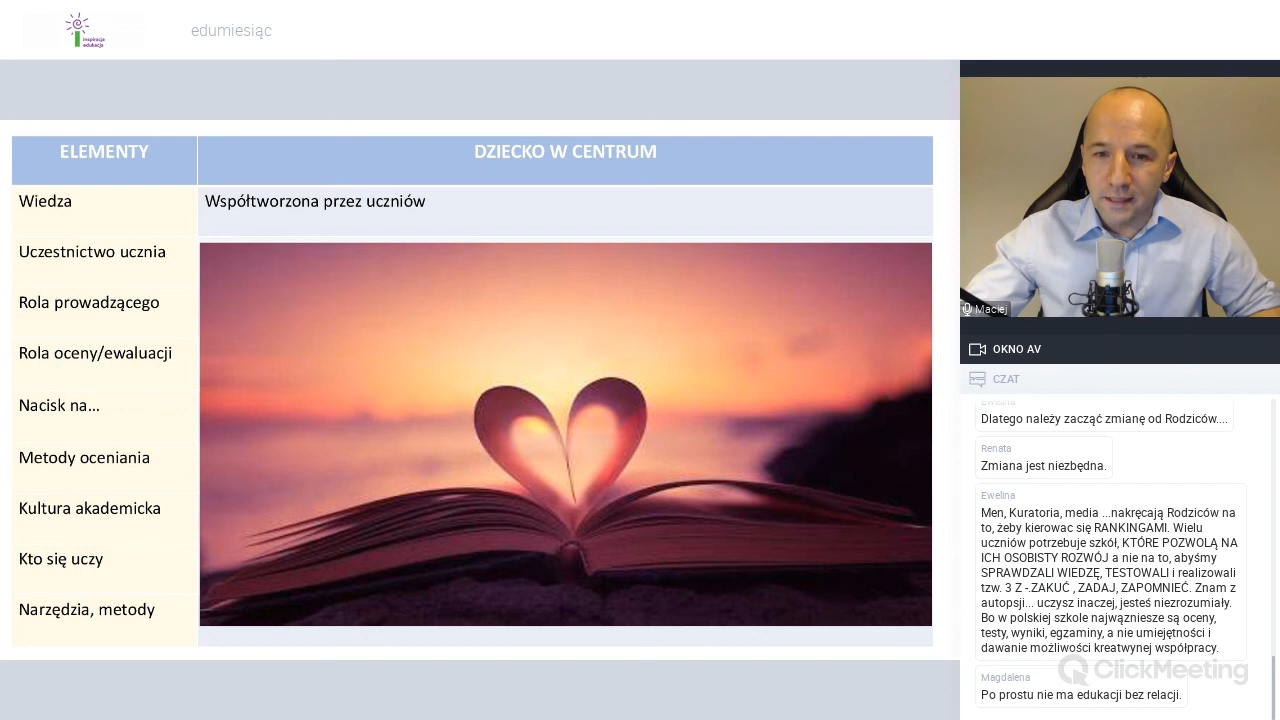 inspiracja
edukacja
edumiesiąc
ELEMENTY
DZIECKO W CENTRUM
Wiedza
Współtworzona przez uczniów
Uczestnictwo ucznia
Rola prowadzącego
Rola oceny/ewaluacji
Nacisk na...
Metody oceniania
Kultura akademicka
Kto się uczy
Narzędzia, metody
Maciej
OKNO AV
CZAT
Ewelina
Dlatego należy zacząć zmianę od Rodziców....
Renata
Zmiana jest niezbędna.
Ewelina
Men, Kuratoria, media ...nakręcają Rodziców na
to, żeby kierowac się RANKINGAMI. Wielu
uczniów potrzebuje szkół, KTÓRE POZWOLĄ NA
ICH OSOBISTY ROZWÓJ a nie na to, abyśmy
SPRAWDZALI WIEDZĘ, TESTOWALI i realizowali
tzw. 3 Z -.ZAKUĆ , ZADAJ, ZAPOMNIEĆ. Znam z
autopsji... uczysz inaczej, jesteś niezrozumiały.
Bo w polskiej szkole najwązniesze są oceny,
testy, wyniki, egzaminy, a nie umiejętności i
dawanie możliwości kreatwynej współpracy.
ClickMeeting
Magdalena
Po prostu nie ma edukacji bez relacji.